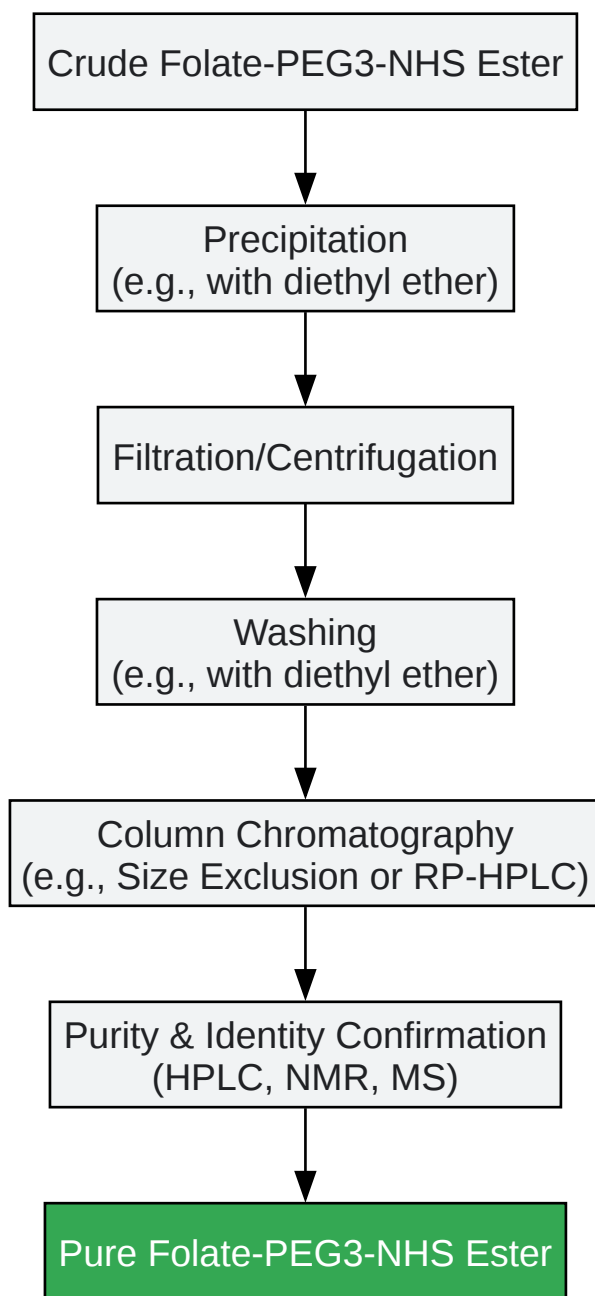 Crude Folate-PEG3-NHS Ester
Precipitation
(e.g., with diethyl ether)
Filtration/Centrifugation
Washing
(e.g., with diethyl ether)
Column Chromatography
(e.g., Size Exclusion or RP-HPLC)
Purity & Identity Confirmation
(HPLC, NMR, MS)
Pure Folate-PEG3-NHS Ester